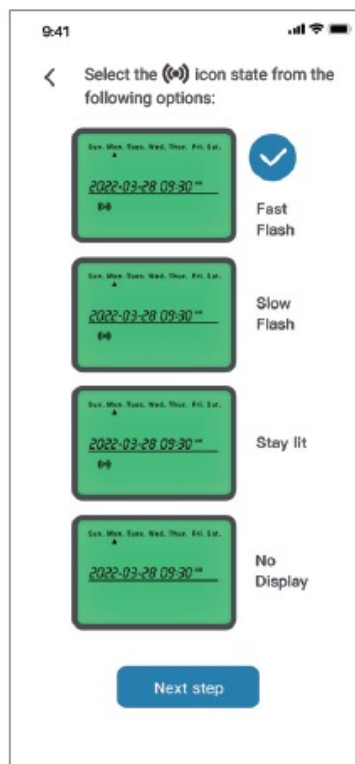 9:41
Select the icon state from the
following options:
Sun. Mon. Tues. Wed. Thur. Fri. Sat.
2022-03-28 09:30
Fast
Flash
Sun. Mon. Tues. Wed. Thur. Fri. Sat.
2022-03-28 09:30
Slow
Flash
Sun. Mon. Tues. Wed. Thur. Fri. Sat.
2022-03-28 09:30
Stay lit
Sun. Mon. Tues. Wed. Thur. Fri. Sat.
2022-03-28 09:30
No
Display
Next step